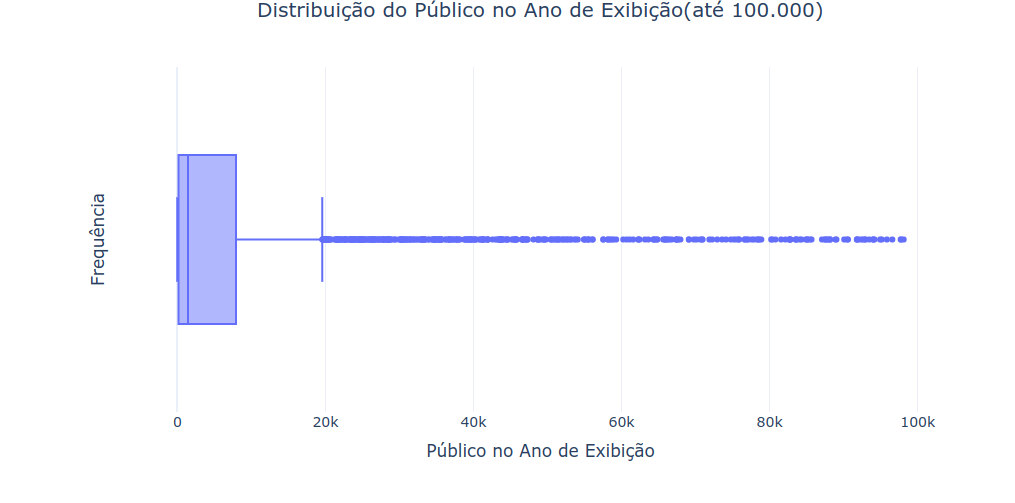 Distribuição do Público no Ano de Exibição(até 100.000)
Frequência
0
20k
40k
60k
80k
100k
Público no Ano de Exibição